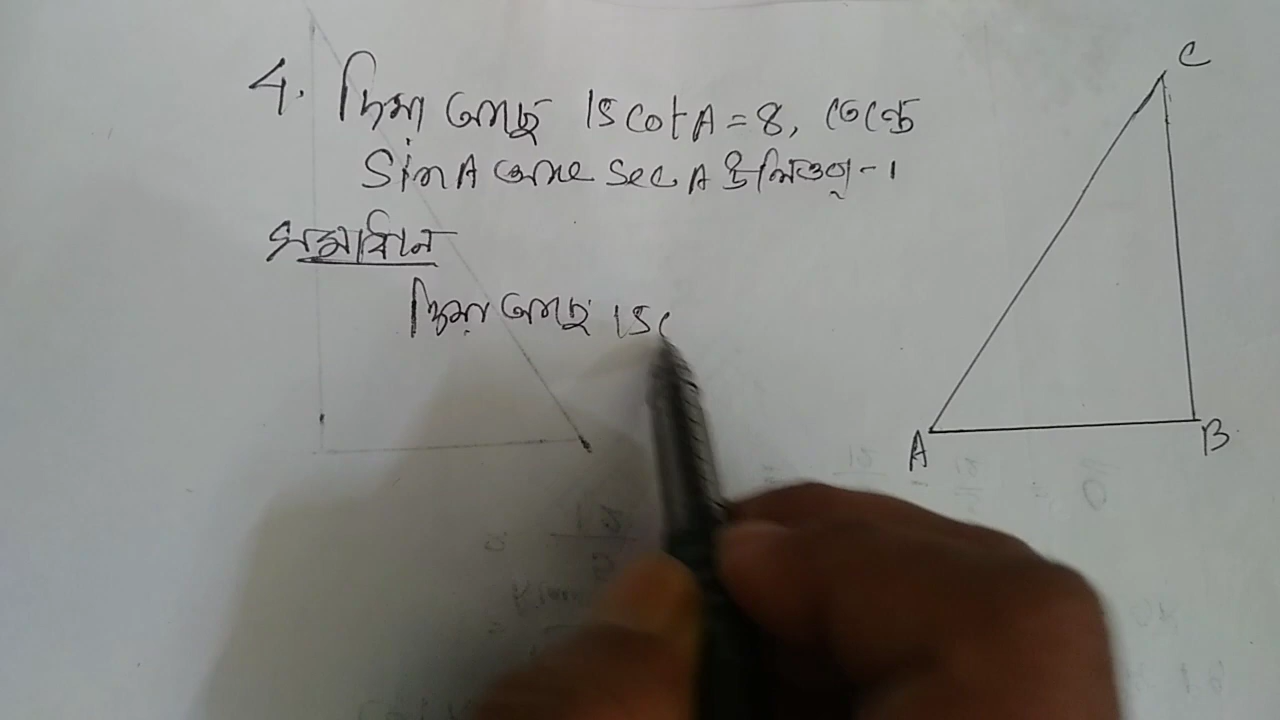 4. দিয়া আছে 15 cot A = 8, তেন্তে
sin A আৰু sec A উলিওৱা -।
সমাধান
দিয়া আছে 15 c
C
A
B